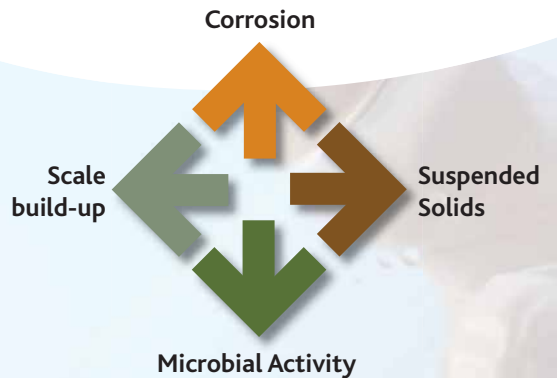 Corrosion
Scale
build-up
Suspended
Solids
Microbial Activity